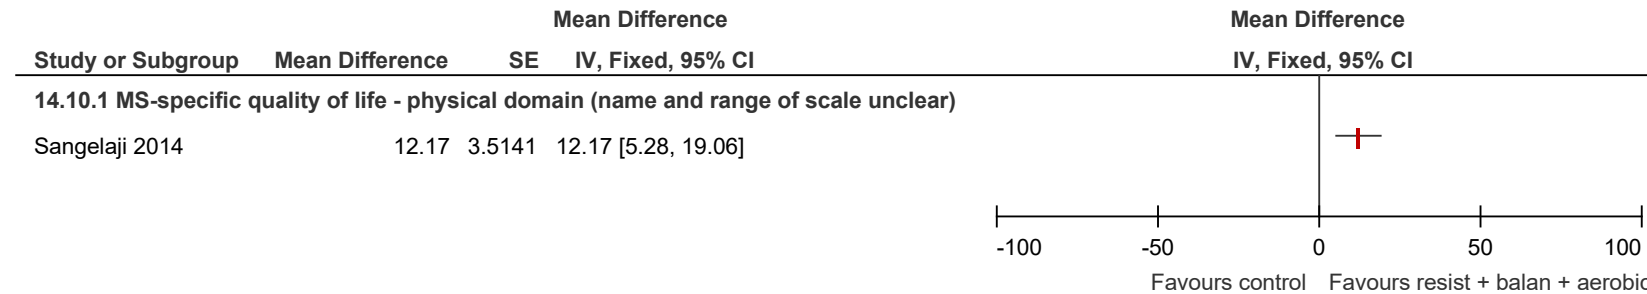 Mean Difference Mean Difference
Study or Subgroup Mean Difference SE IV, Fixed, 95% CI IV, Fixed, 95% CI
14.10.1 MS-specific quality of life - physical domain (name and range of scale unclear)
Sangelaji 2014 12.17 3.5141 12.17 [5.28, 19.06]
-100 -50 0 50 100
Favours control Favours resist + balan + aerobic